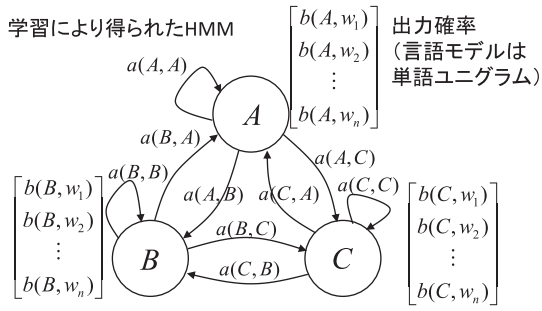 学習により得られたHMM
出力確率
(言語モデルは
単語ユニグラム)
b(A, w₁)
b(A, w₂)
⋮
b(A, wₙ)
a(A, A)
A
a(B, A)
a(A, C)
a(B, B)
a(A, B)
a(C, A)
a(C, C)
b(B, w₁)
b(B, w₂)
⋮
b(B, wₙ)
B
a(B, C)
a(C, B)
C
b(C, w₁)
b(C, w₂)
⋮
b(C, wₙ)